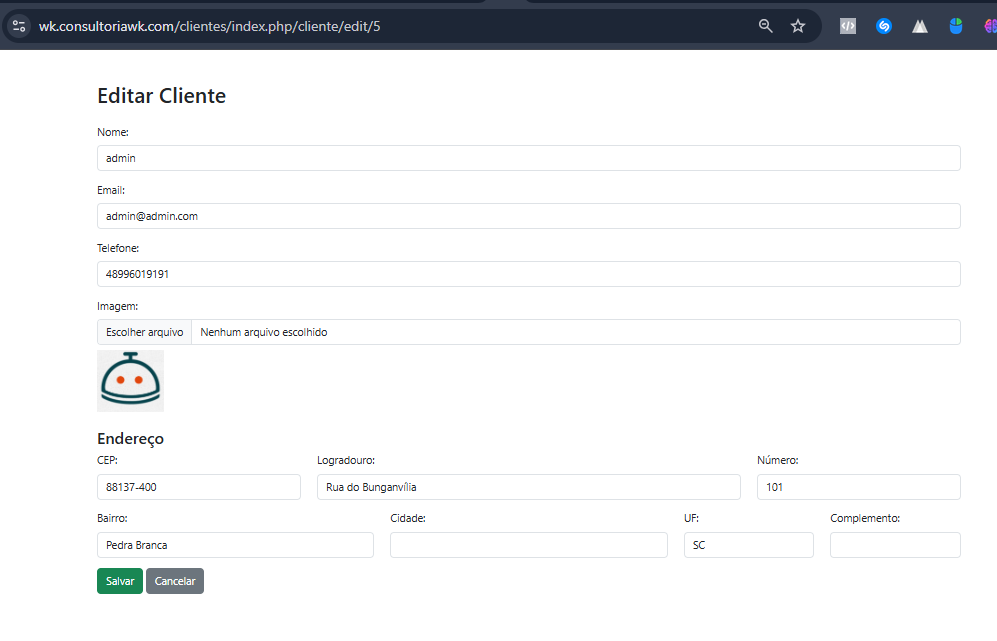 wk.consultoriawk.com/clientes/index.php/cliente/edit/5
Editar Cliente
Nome:
admin
Email:
admin@admin.com
Telefone:
48996019191
Imagem:
Escolher arquivo Nenhum arquivo escolhido
Endereço
CEP: Logradouro: Número:
88137-400 Rua do Bunganvília 101
Bairro: Cidade: UF: Complemento:
Pedra Branca SC
Salvar Cancelar